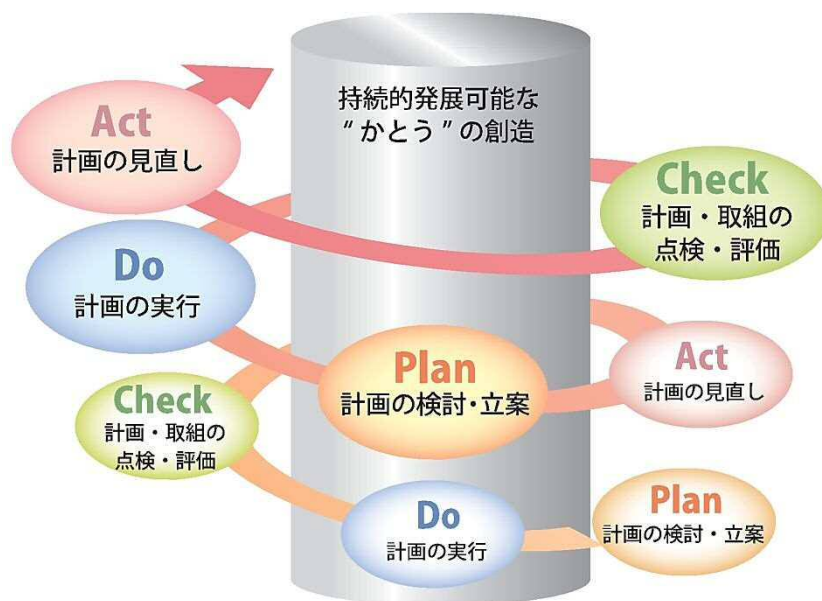 持続的発展可能な
“かとう”の創造
Act
計画の見直し
Check
計画・取組の
点検・評価
Do
計画の実行
Plan
計画の検討・立案
Act
計画の見直し
Check
計画・取組の
点検・評価
Do
計画の実行
Plan
計画の検討・立案